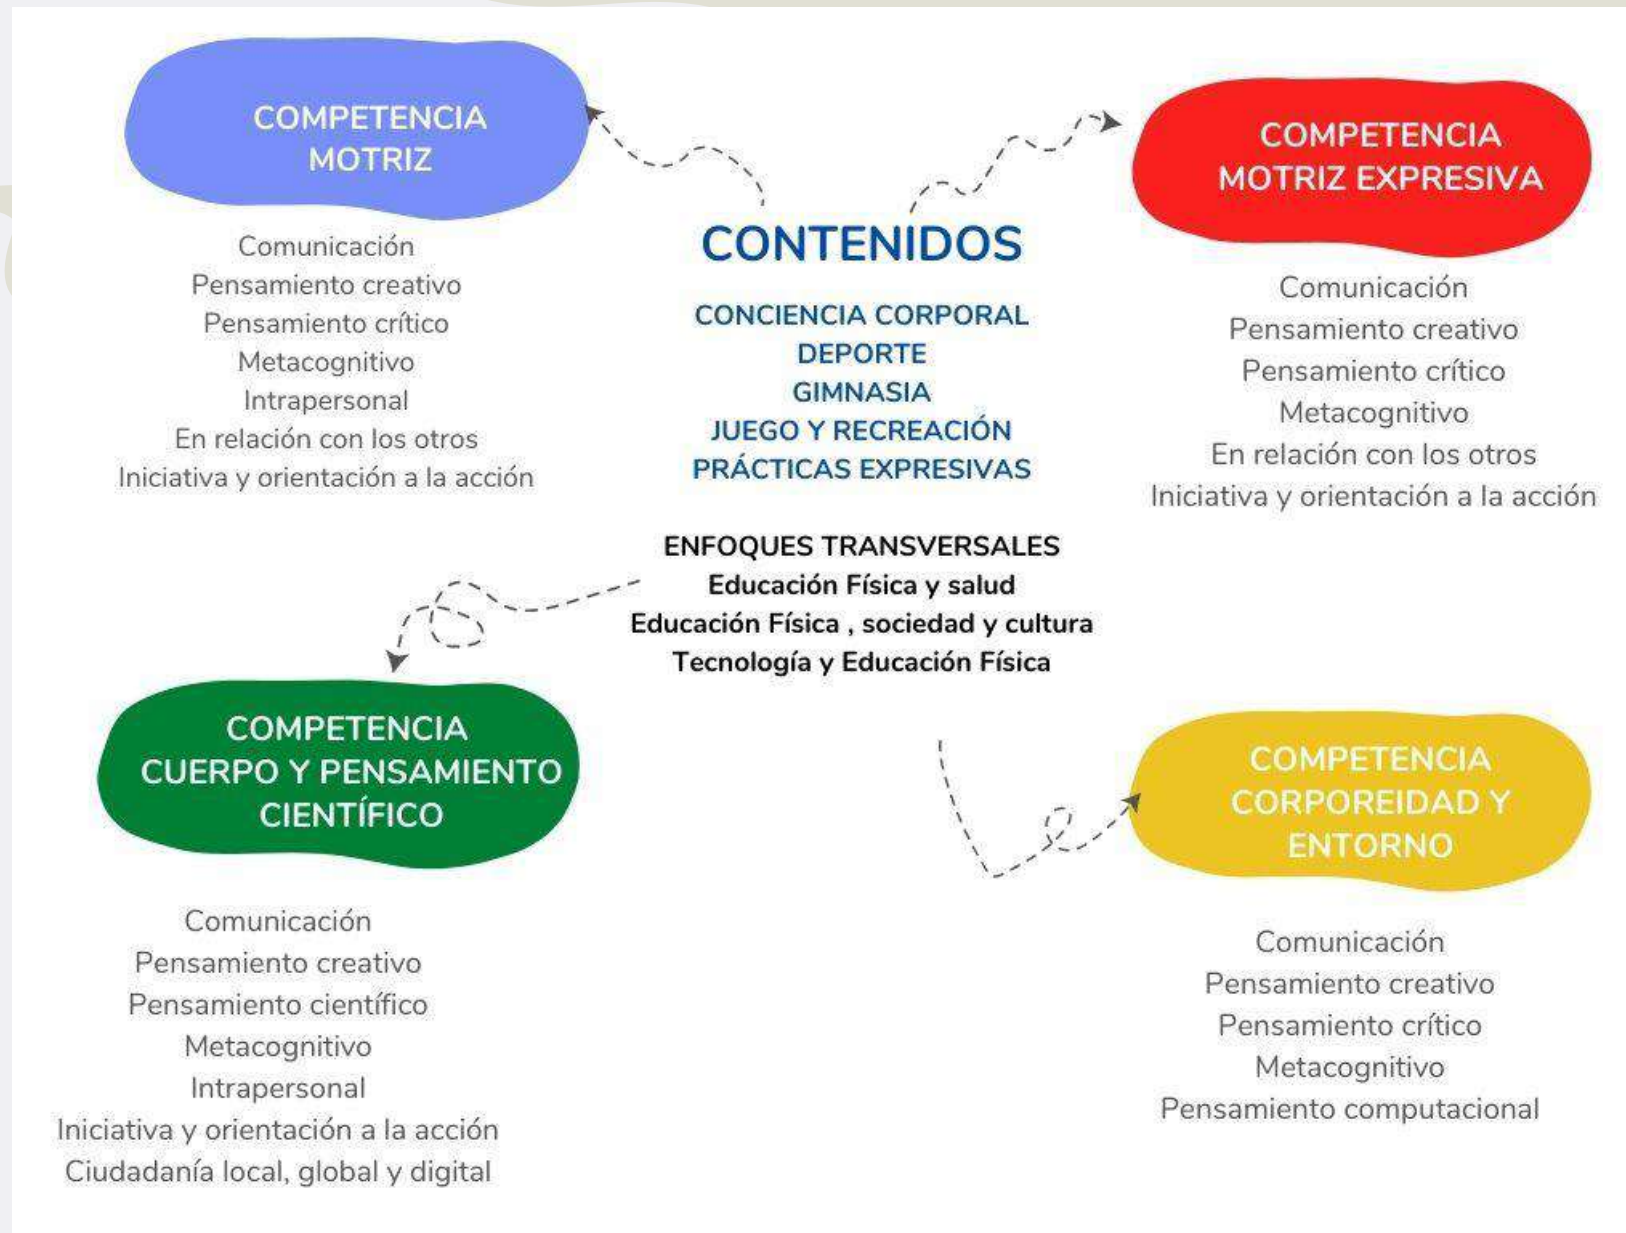 COMPETENCIA
MOTRIZ
Comunicación
Pensamiento creativo
Pensamiento crítico
Metacognitivo
Intrapersonal
En relación con los otros
Iniciativa y orientación a la acción
COMPETENCIA
MOTRIZ EXPRESIVA
Comunicación
Pensamiento creativo
Pensamiento crítico
Metacognitivo
En relación con los otros
Iniciativa y orientación a la acción
CONTENIDOS
CONCIENCIA CORPORAL
DEPORTE
GIMNASIA
JUEGO Y RECREACIÓN
PRÁCTICAS EXPRESIVAS
ENFOQUES TRANSVERSALES
Educación Física y salud
Educación Física , sociedad y cultura
Tecnología y Educación Física
COMPETENCIA
CUERPO Y PENSAMIENTO
CIENTÍFICO
Comunicación
Pensamiento creativo
Pensamiento científico
Metacognitivo
Intrapersonal
Iniciativa y orientación a la acción
Ciudadanía local, global y digital
COMPETENCIA
CORPOREIDAD Y
ENTORNO
Comunicación
Pensamiento creativo
Pensamiento crítico
Metacognitivo
Pensamiento computacional